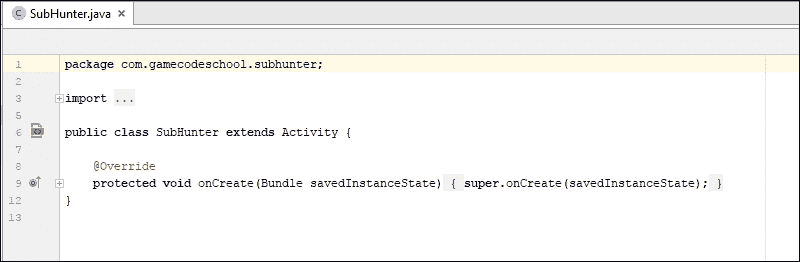 SubHunter.java
1 package com.gamecodeschool.subhunter;
2
3 import ...
5
6 public class SubHunter extends Activity {
7
8 @Override
9 protected void onCreate(Bundle savedInstanceState) { super.onCreate(savedInstanceState); }
12 }
13